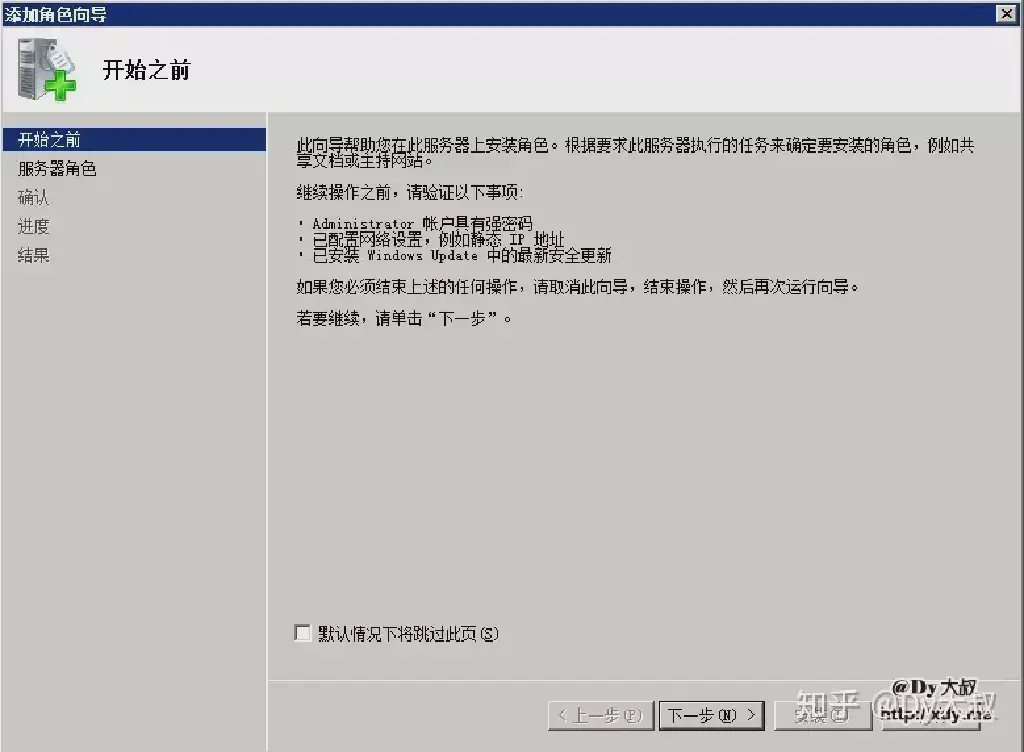 添加角色向导
开始之前
开始之前
服务器角色
确认
进度
结果
此向导帮助您在此服务器上安装角色。根据要求此服务器执行的任务来确定要安装的角色，例如共
享文档或主持网站。
继续操作之前，请验证以下事项:
· Administrator 帐户具有强密码
· 已配置网络设置，例如静态 IP 地址
· 已安装 Windows Update 中的最新安全更新
如果您必须结束上述的任何操作，请取消此向导，结束操作，然后再次运行向导。
若要继续，请单击“下一步”。
默认情况下将跳过此页(S)
@Dy大叔
< 上一步(P)
下一步(N) >
安装(I)
知乎 @Dy大叔